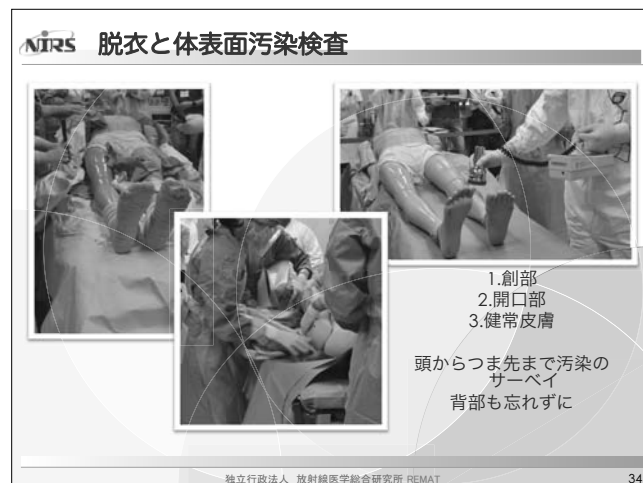 NIRS 脱衣と体表面汚染検査
1.創部
2.開口部
3.健常皮膚
頭からつま先まで汚染の
サーベイ
背部も忘れずに
独立行政法人 放射線医学総合研究所 REMAT
34